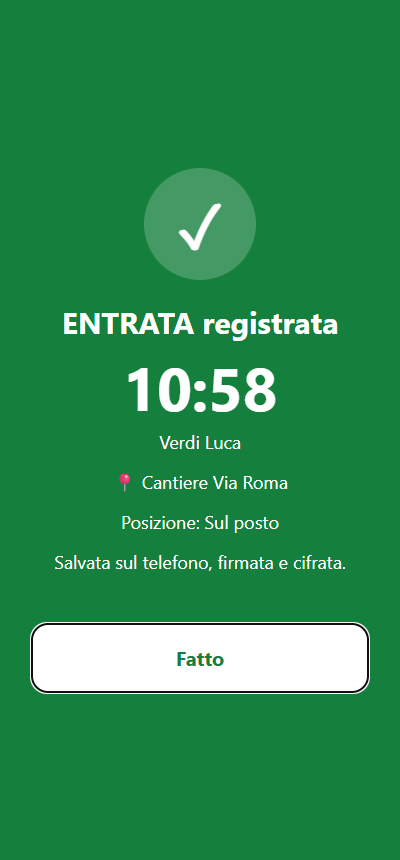 ENTRATA registrata
10:58
Verdi Luca
📍 Cantiere Via Roma
Posizione: Sul posto
Salvata sul telefono, firmata e cifrata.
Fatto